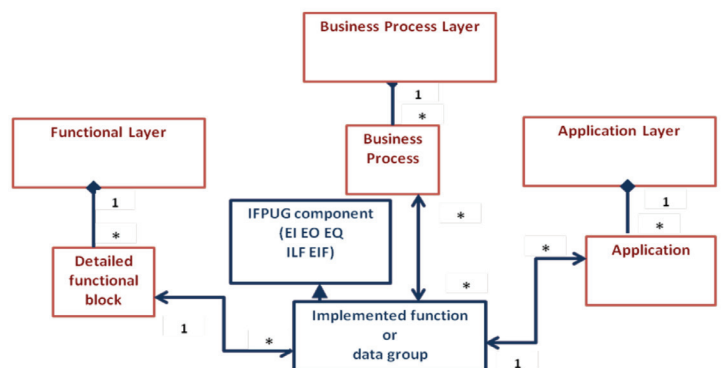 Business Process Layer
1
*
Business
Process
Functional Layer
1
*
Detailed
functional
block
Application Layer
1
*
Application
IFPUG component
(EI EO EQ
ILF EIF)
*
*
*
1
1
*
Implemented function
or
data group